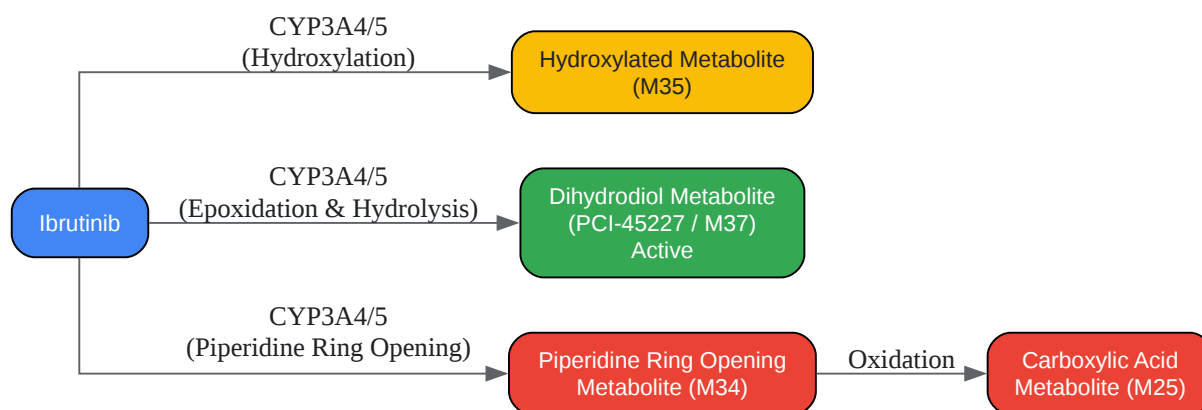 CYP3A4/5
(Hydroxylation)
Hydroxylated Metabolite
(M35)
Ibrutinib
CYP3A4/5
(Epoxidation & Hydrolysis)
Dihydrodiol Metabolite
(PCI-45227 / M37)
Active
CYP3A4/5
(Piperidine Ring Opening)
Piperidine Ring Opening
Metabolite (M34)
Oxidation
Carboxylic Acid
Metabolite (M25)